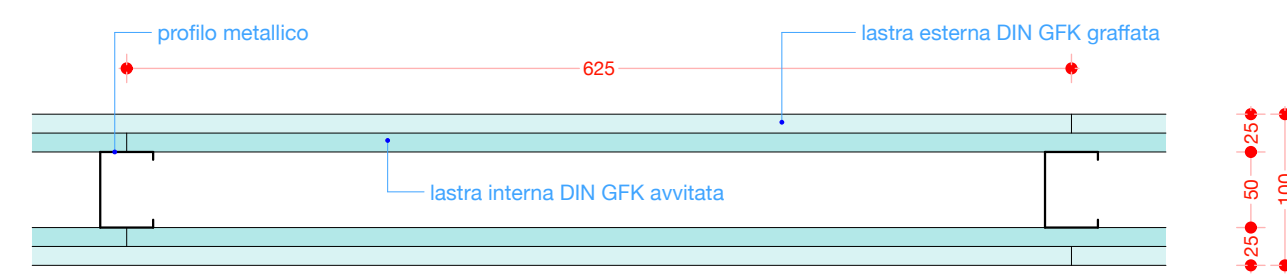 profilo metallico
lastra esterna DIN GFK graffata
625
lastra interna DIN GFK avvitata
25
50
25
100